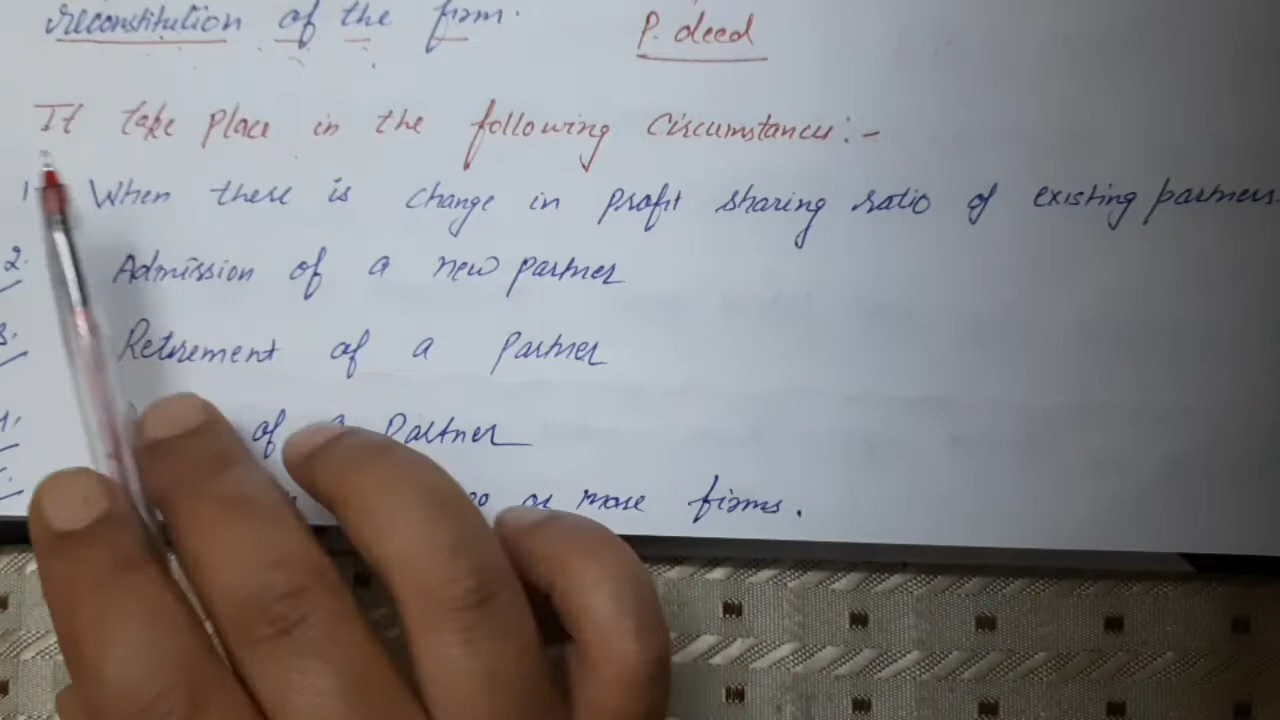 reconstitution of the firm.
P. deed
It take place in the following circumstances:-
1. When there is change in profit sharing ratio of existing partners.
2. Admission of a new partner
3. Retirement of a partner
4. of a partner
or more firms.